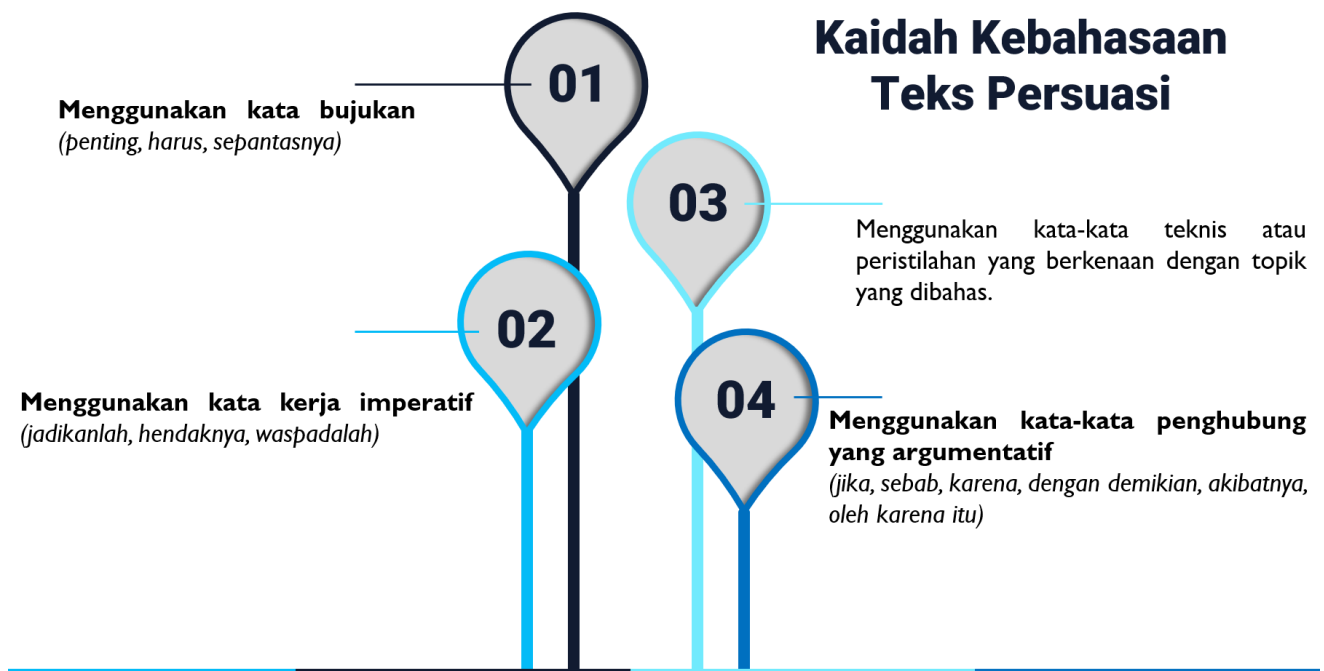 Kaidah Kebahasaan
Teks Persuasi
01
Menggunakan kata bujukan
(penting, harus, sepantasnya)
02
Menggunakan kata kerja imperatif
(jadikanlah, hendaknya, waspadalah)
03
Menggunakan kata-kata teknis atau
peristilahan yang berkenaan dengan topik
yang dibahas.
04
Menggunakan kata-kata penghubung
yang argumentatif
(jika, sebab, karena, dengan demikian, akibatnya,
oleh karena itu)